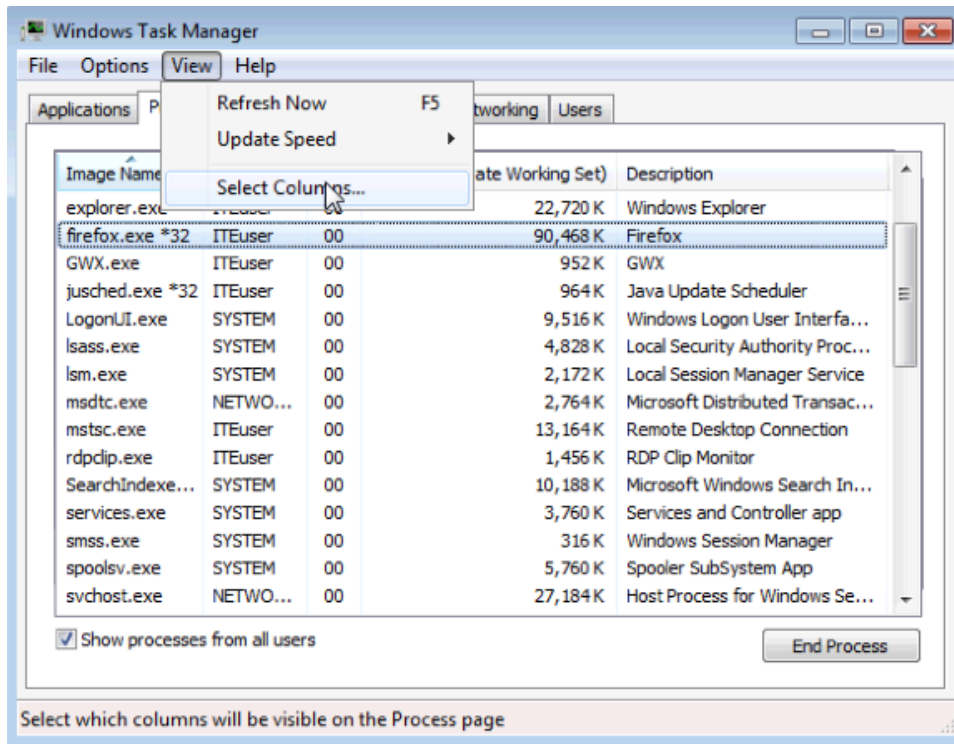 Windows Task Manager
File Options View Help
Refresh Now F5
Update Speed
Select Columns...
Applications P tworking Users
Image Name ate Working Set) Description
explorer.exe ITEuser 00 22,720 K Windows Explorer
firefox.exe *32 ITEuser 00 90,468 K Firefox
GWX.exe ITEuser 00 952 K GWX
jusched.exe *32 ITEuser 00 964 K Java Update Scheduler
LogonUI.exe SYSTEM 00 9,516 K Windows Logon User Interfa...
lsass.exe SYSTEM 00 4,828 K Local Security Authority Proc...
lsm.exe SYSTEM 00 2,172 K Local Session Manager Service
msdtc.exe NETWO... 00 2,764 K Microsoft Distributed Transac...
mstsc.exe ITEuser 00 13,164 K Remote Desktop Connection
rdpclip.exe ITEuser 00 1,456 K RDP Clip Monitor
SearchIndexe... SYSTEM 00 10,188 K Microsoft Windows Search In...
services.exe SYSTEM 00 3,760 K Services and Controller app
smss.exe SYSTEM 00 316 K Windows Session Manager
spoolsv.exe SYSTEM 00 5,760 K Spooler SubSystem App
svchost.exe NETWO... 00 27,184 K Host Process for Windows Se...
Show processes from all users
End Process
Select which columns will be visible on the Process page